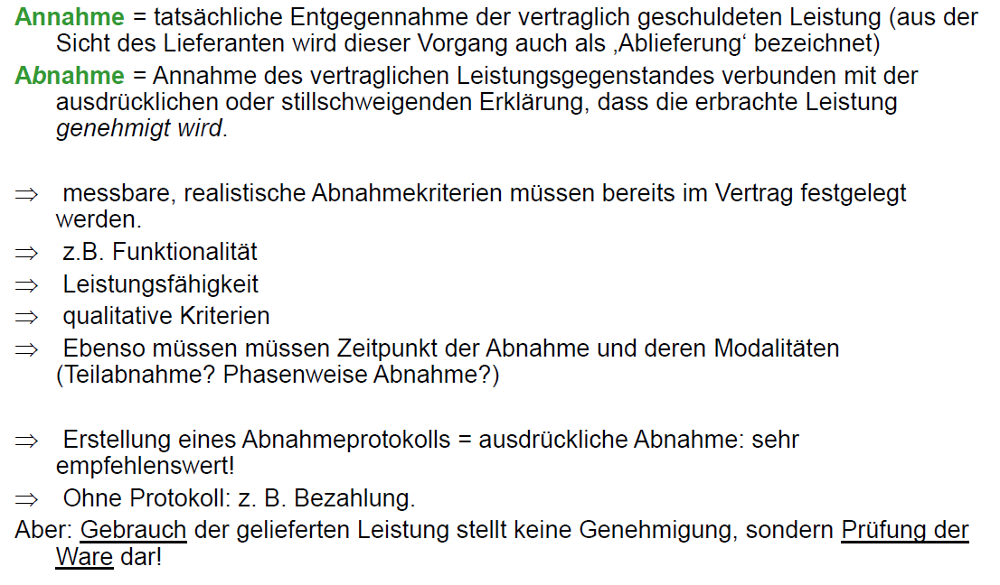 Annahme = tatsächliche Entgegennahme der vertraglich geschuldeten Leistung (aus der
Sicht des Lieferanten wird dieser Vorgang auch als ‚Ablieferung‘ bezeichnet)
Abnahme = Annahme des vertraglichen Leistungsgegenstandes verbunden mit der
ausdrücklichen oder stillschweigenden Erklärung, dass die erbrachte Leistung
genehmigt wird.
⇒ messbare, realistische Abnahmekriterien müssen bereits im Vertrag festgelegt
werden.
⇒ z.B. Funktionalität
⇒ Leistungsfähigkeit
⇒ qualitative Kriterien
⇒ Ebenso müssen müssen Zeitpunkt der Abnahme und deren Modalitäten
(Teilabnahme? Phasenweise Abnahme?)
⇒ Erstellung eines Abnahmeprotokolls = ausdrückliche Abnahme: sehr
empfehlenswert!
⇒ Ohne Protokoll: z. B. Bezahlung.
Aber: Gebrauch der gelieferten Leistung stellt keine Genehmigung, sondern Prüfung der
Ware dar!